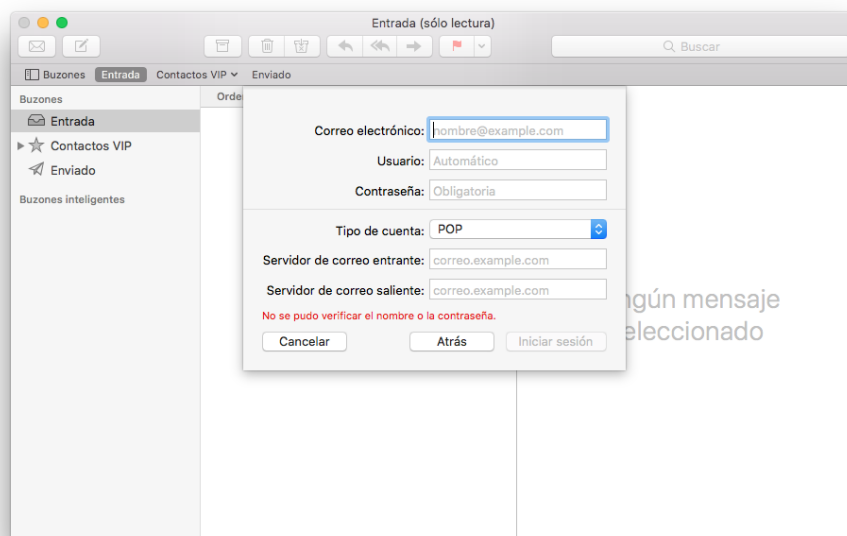 Entrada (sólo lectura)
Buscar
Buzones Entrada Contactos VIP Enviado
Buzones
Entrada
Contactos VIP
Enviado
Buzones inteligentes
Orde
Correo electrónico: nombre@example.com
Usuario: Automático
Contraseña: Obligatoria
Tipo de cuenta: POP
Servidor de correo entrante: correo.example.com
Servidor de correo saliente: correo.example.com
No se pudo verificar el nombre o la contraseña.
Cancelar Atrás Iniciar sesión
ngún mensaje
eleccionado